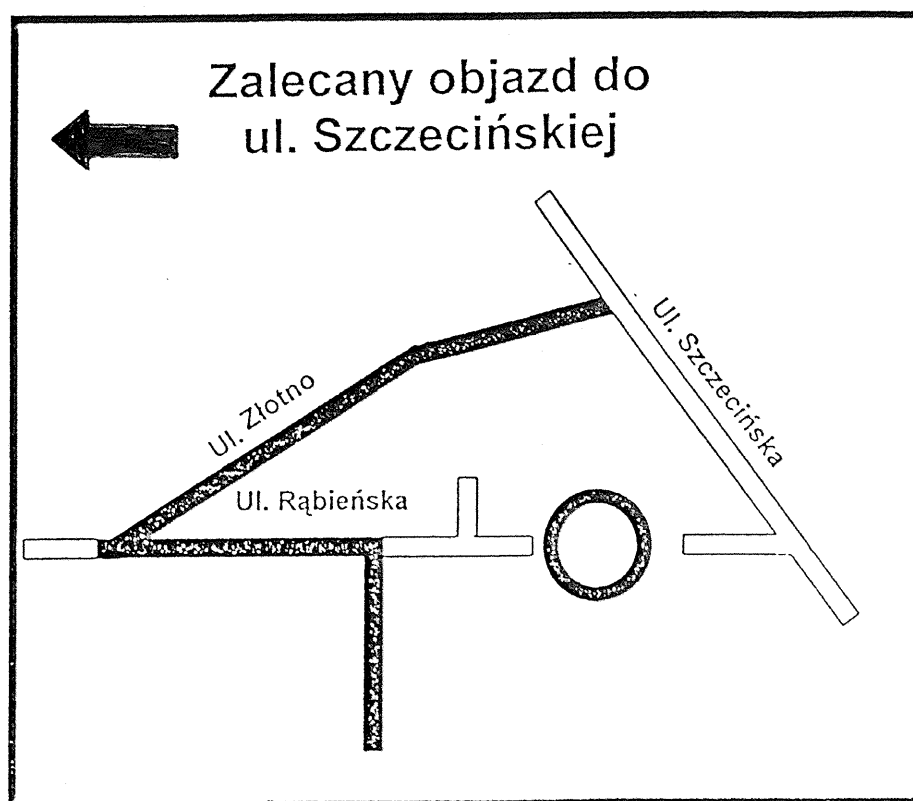 Zalecany objazd do
ul. Szczecińskiej
Ul. Szczecińska
Ul. Złotno
Ul. Rąbieńska